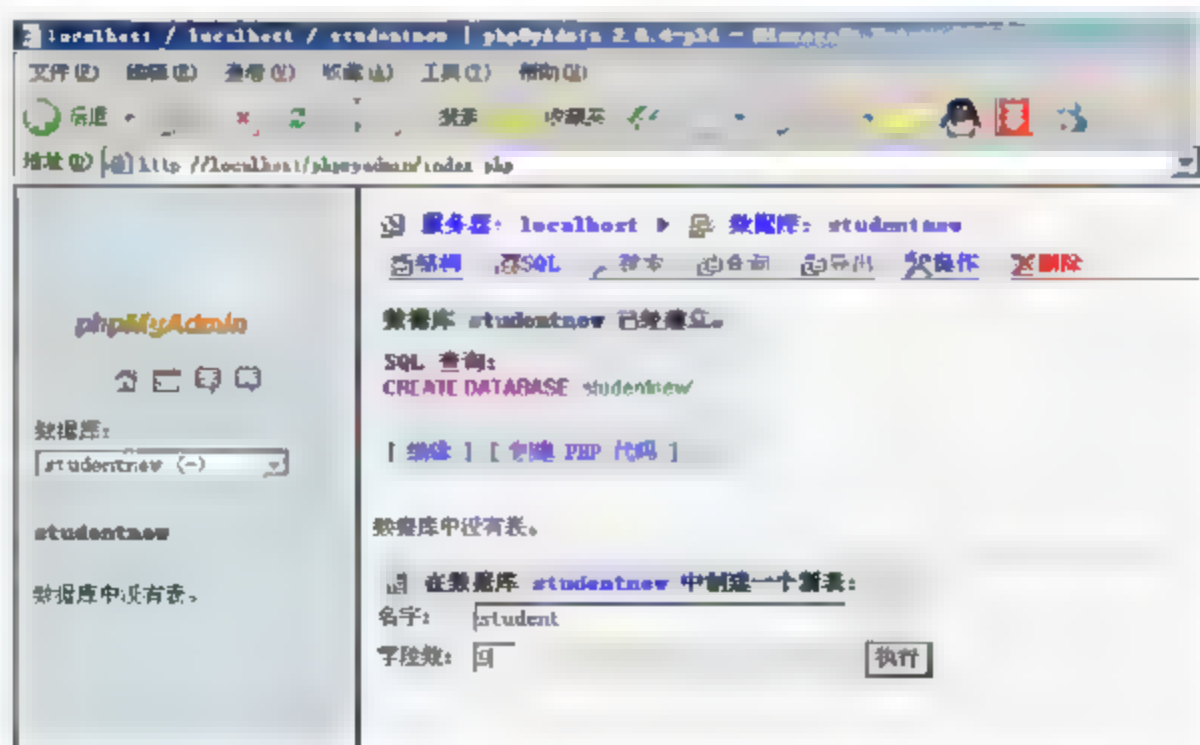 localhost / localhost / studentnew | phpMyAdmin 2.
文件(F) 编辑(E) 查看(V) 收藏(A) 工具(T) 帮助(H)
后退 搜索 收藏夹
地址(D) http://localhost/phpmyadmin/index.php
服务器: localhost ▶ 数据库: studentnew
结构 SQL 搜索 查询 导出 操作 删除
phpMyAdmin
数据库 studentnew 已经建立。
SQL 查询:
CREATE DATABASE studentnew
数据库:
studentnew (-)
[ 编辑 ] [ 创建 PHP 代码 ]
studentnew
数据库中没有表。
数据库中没有表。
在数据库 studentnew 中创建一个新表:
名字: student
字段数: 9
执行